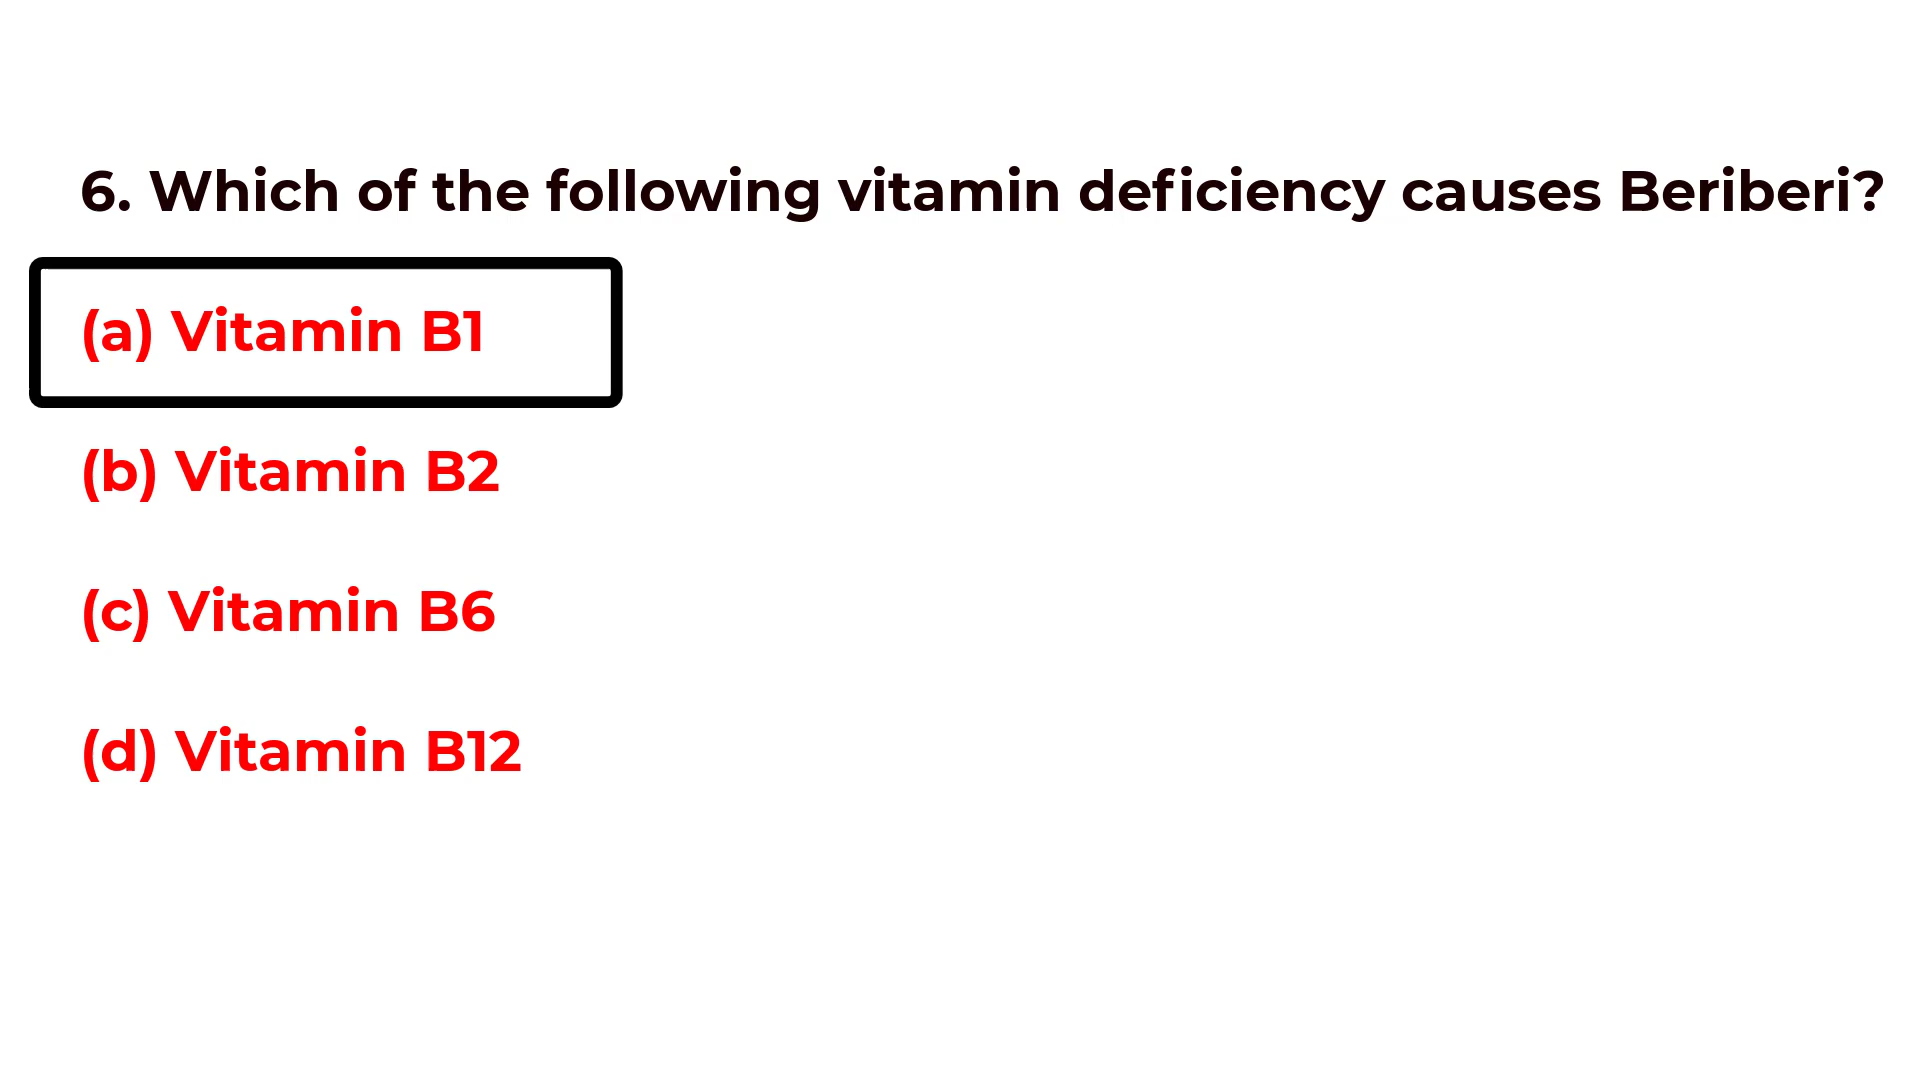 6. Which of the following vitamin deficiency causes Beriberi?
(a) Vitamin B1
(b) Vitamin B2
(c) Vitamin B6
(d) Vitamin B12